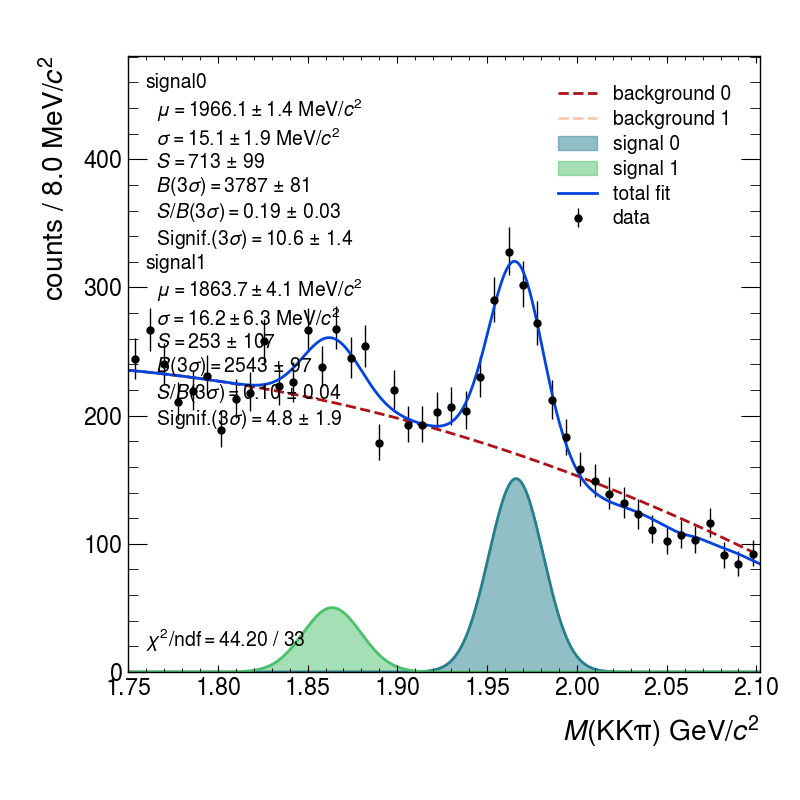 counts / 8.0 MeV/c²
signal0
μ = 1966.1 ± 1.4 MeV/c²
σ = 15.1 ± 1.9 MeV/c²
S = 713 ± 99
B(3σ) = 3787 ± 81
S/B(3σ) = 0.19 ± 0.03
Signif.(3σ) = 10.6 ± 1.4
signal1
μ = 1863.7 ± 4.1 MeV/c²
σ = 16.2 ± 6.3 MeV/c²
S = 253 ± 107
B(3σ) = 2543 ± 97
S/B(3σ) = 0.10 ± 0.04
Signif.(3σ) = 4.8 ± 1.9
χ²/ndf = 44.20 / 33
background 0
background 1
signal 0
signal 1
total fit
data
400
300
200
100
0
1.75 1.80 1.85 1.90 1.95 2.00 2.05 2.10
M(KKπ) GeV/c²